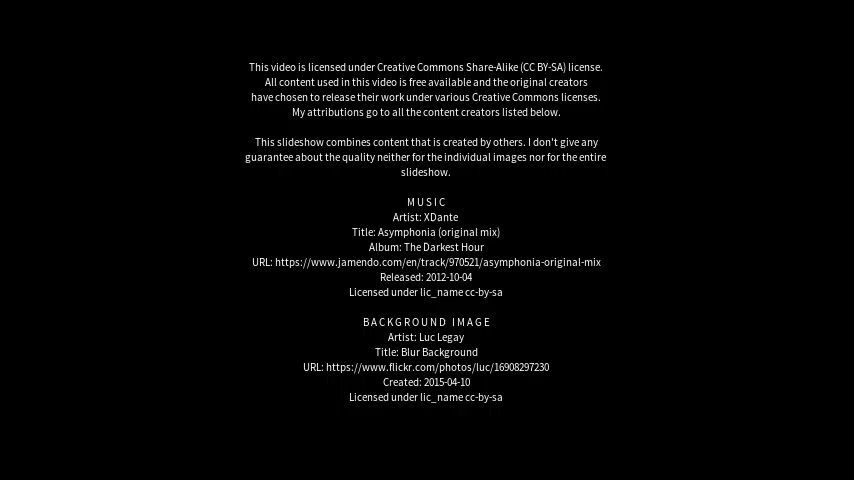 This video is licensed under Creative Commons Share-Alike (CC BY-SA) license.
All content used in this video is free available and the original creators
have chosen to release their work under various Creative Commons licenses.
My attributions go to all the content creators listed below.
This slideshow combines content that is created by others. I don't give any
guarantee about the quality neither for the individual images nor for the entire
slideshow.
MUSIC
Artist: XDante
Title: Asymphonia (original mix)
Album: The Darkest Hour
URL: https://www.jamendo.com/en/track/970521/asymphonia-original-mix
Released: 2012-10-04
Licensed under lic_name cc-by-sa
BACKGROUND IMAGE
Artist: Luc Legay
Title: Blur Background
URL: https://www.flickr.com/photos/luc/16908297230
Created: 2015-04-10
Licensed under lic_name cc-by-sa